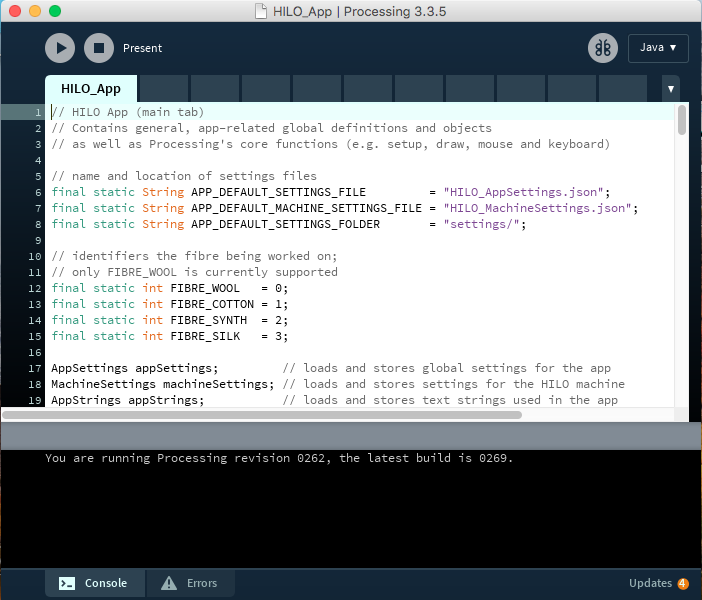 HILO_App | Processing 3.3.5
Present
Java ▼
HILO_App
▼
1 // HILO App (main tab)
2 // Contains general, app-related global definitions and objects
3 // as well as Processing's core functions (e.g. setup, draw, mouse and keyboard)
4
5 // name and location of settings files
6 final static String APP_DEFAULT_SETTINGS_FILE         = "HILO_AppSettings.json";
7 final static String APP_DEFAULT_MACHINE_SETTINGS_FILE = "HILO_MachineSettings.json";
8 final static String APP_DEFAULT_SETTINGS_FOLDER       = "settings/";
9
10 // identifiers the fibre being worked on;
11 // only FIBRE_WOOL is currently supported
12 final static int FIBRE_WOOL   = 0;
13 final static int FIBRE_COTTON = 1;
14 final static int FIBRE_SYNTH  = 2;
15 final static int FIBRE_SILK   = 3;
16
17 AppSettings appSettings;         // loads and stores global settings for the app
18 MachineSettings machineSettings; // loads and stores settings for the HILO machine
19 AppStrings appStrings;           // loads and stores text strings used in the app
You are running Processing revision 0262, the latest build is 0269.
Console
Errors
Updates 4